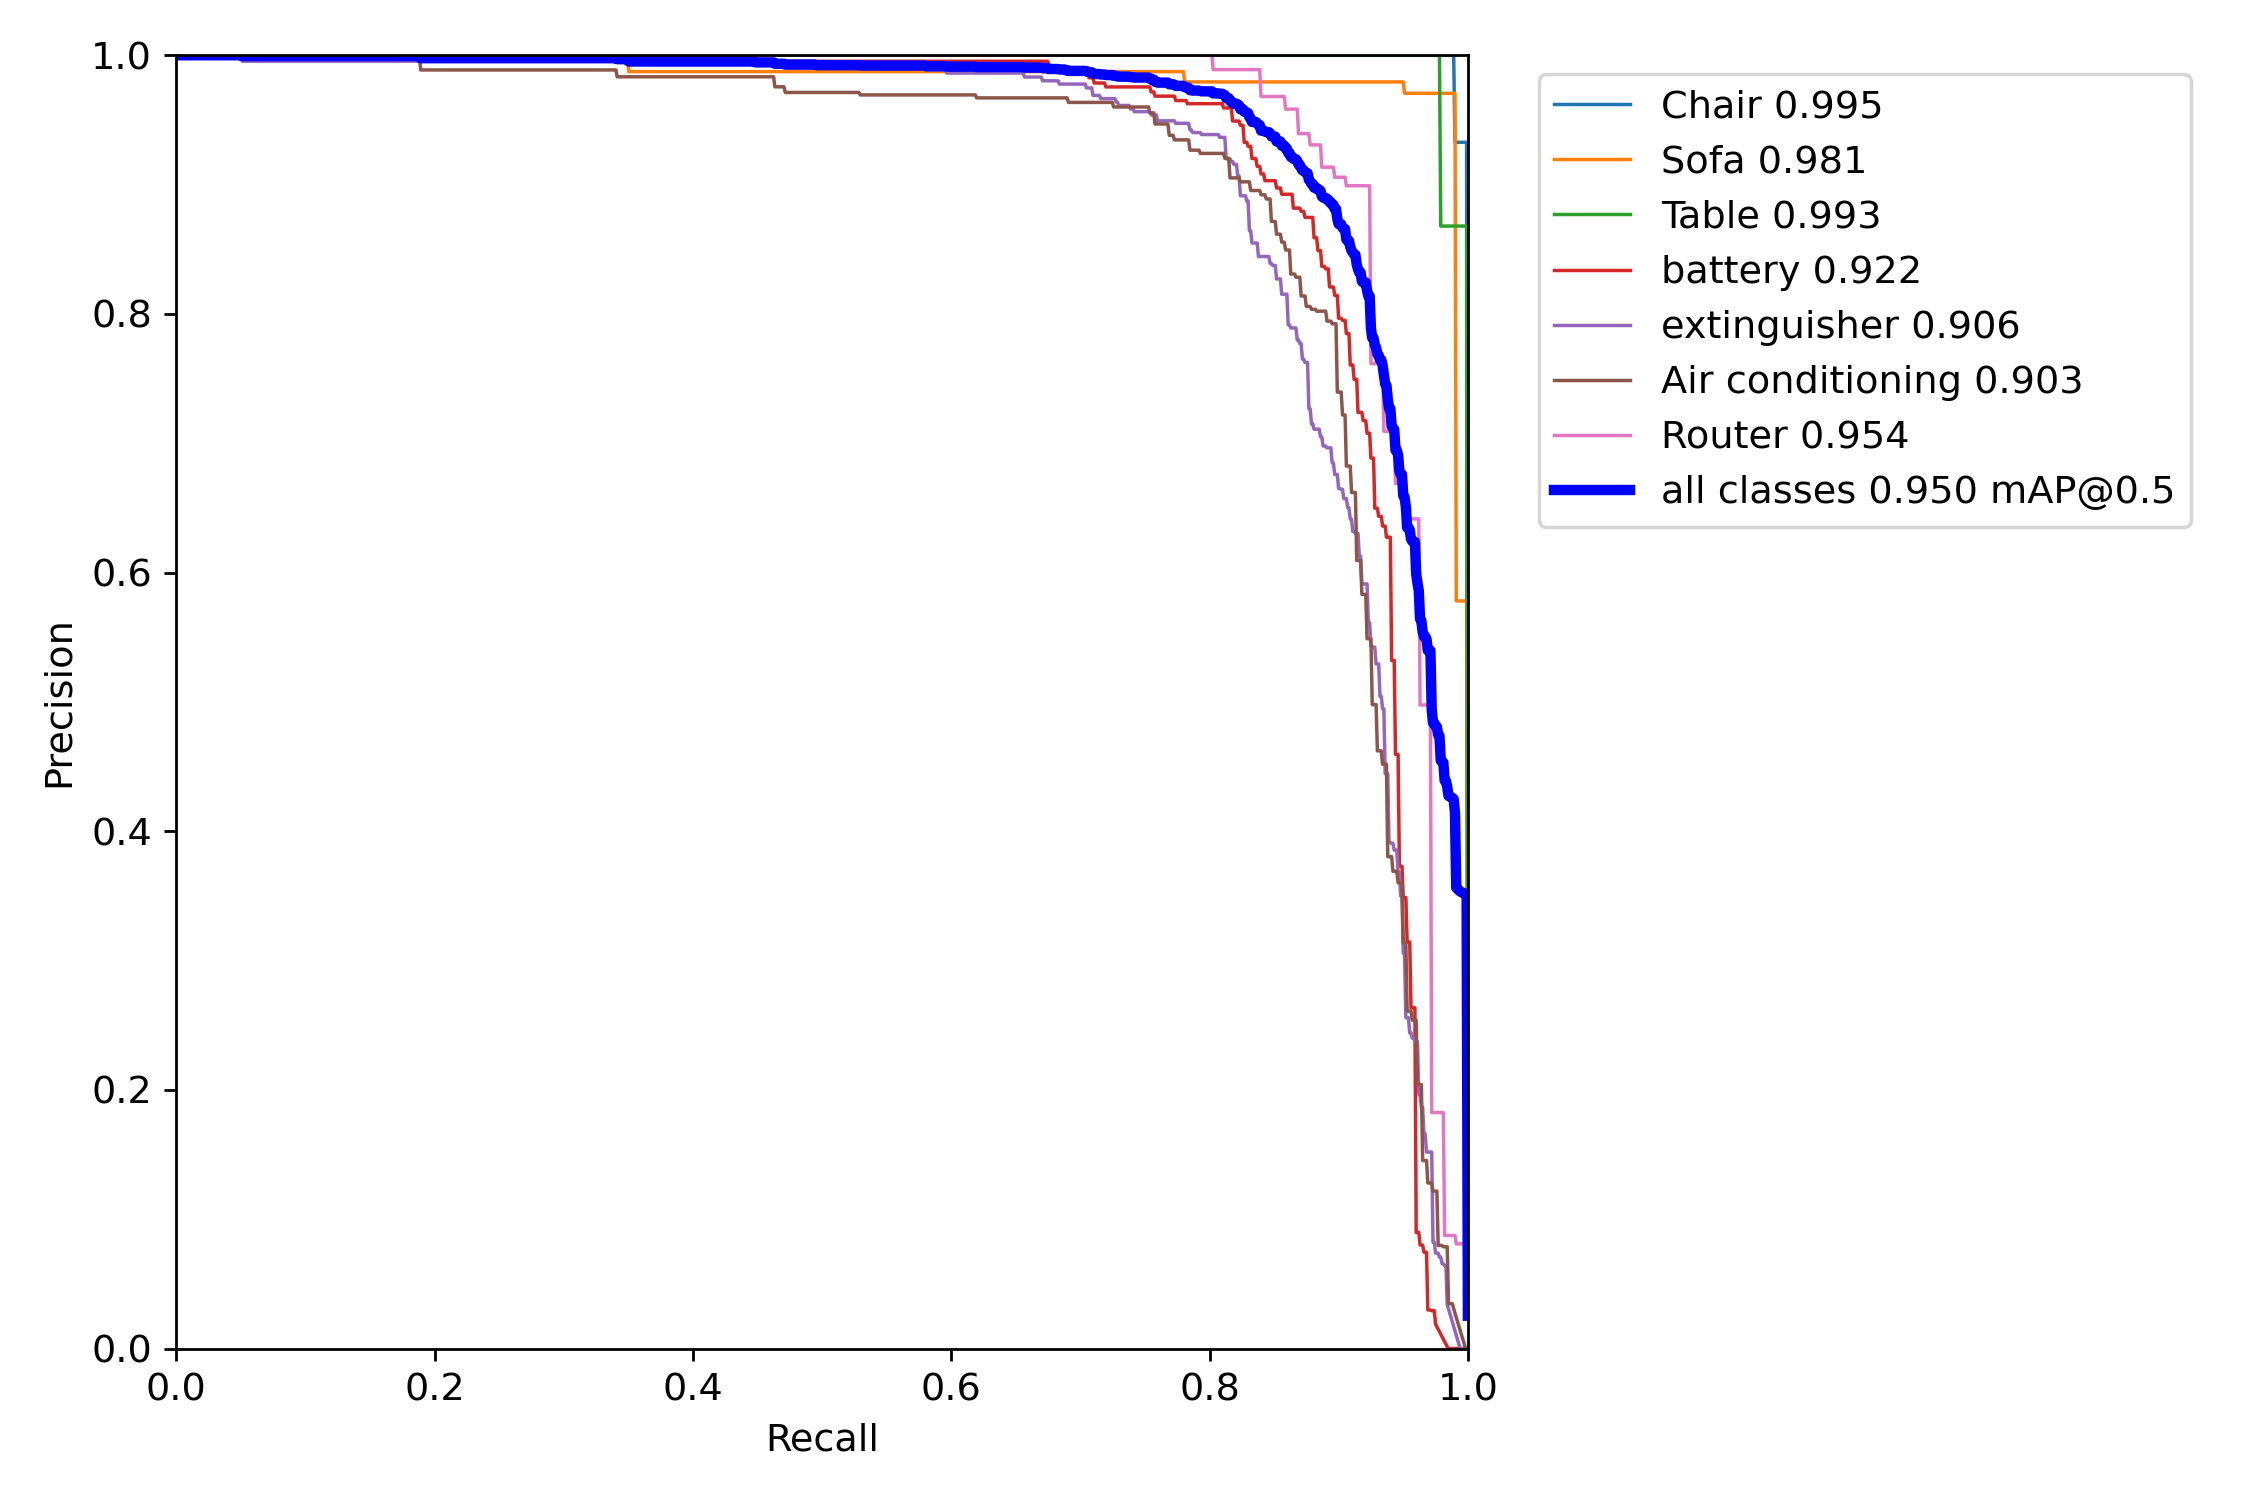 1.0
0.8
0.6
0.4
0.2
0.0
Precision
0.0 0.2 0.4 0.6 0.8 1.0
Recall
Chair 0.995
Sofa 0.981
Table 0.993
battery 0.922
extinguisher 0.906
Air conditioning 0.903
Router 0.954
all classes 0.950 mAP@0.5